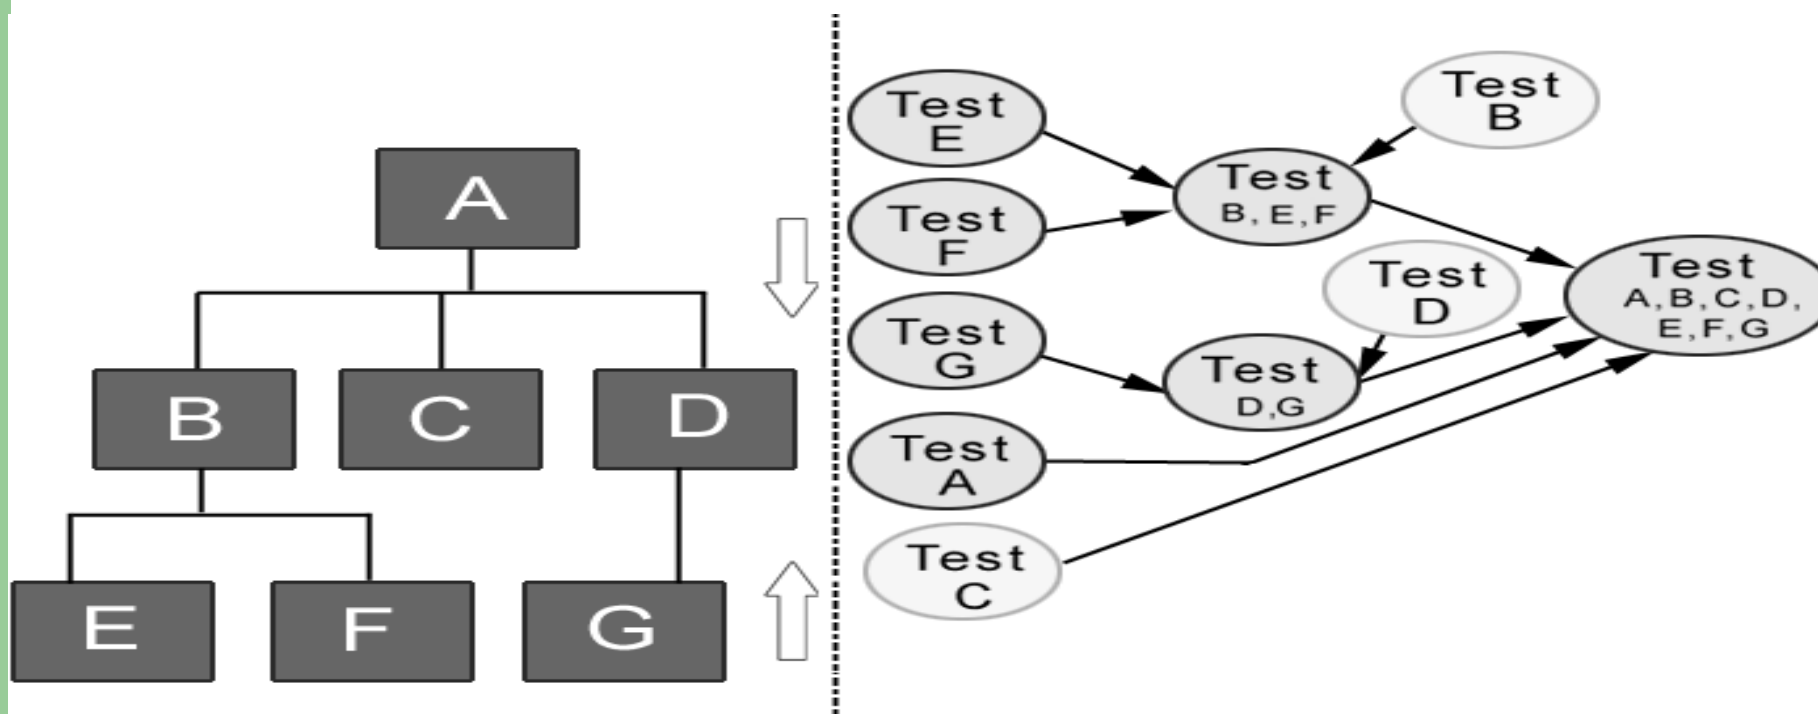 A
B
C
D
E
F
G
Test
E
Test
F
Test
G
Test
A
Test
C
Test
B, E, F
Test
B
Test
D
Test
D,G
Test
A,B,C,D,
E,F,G